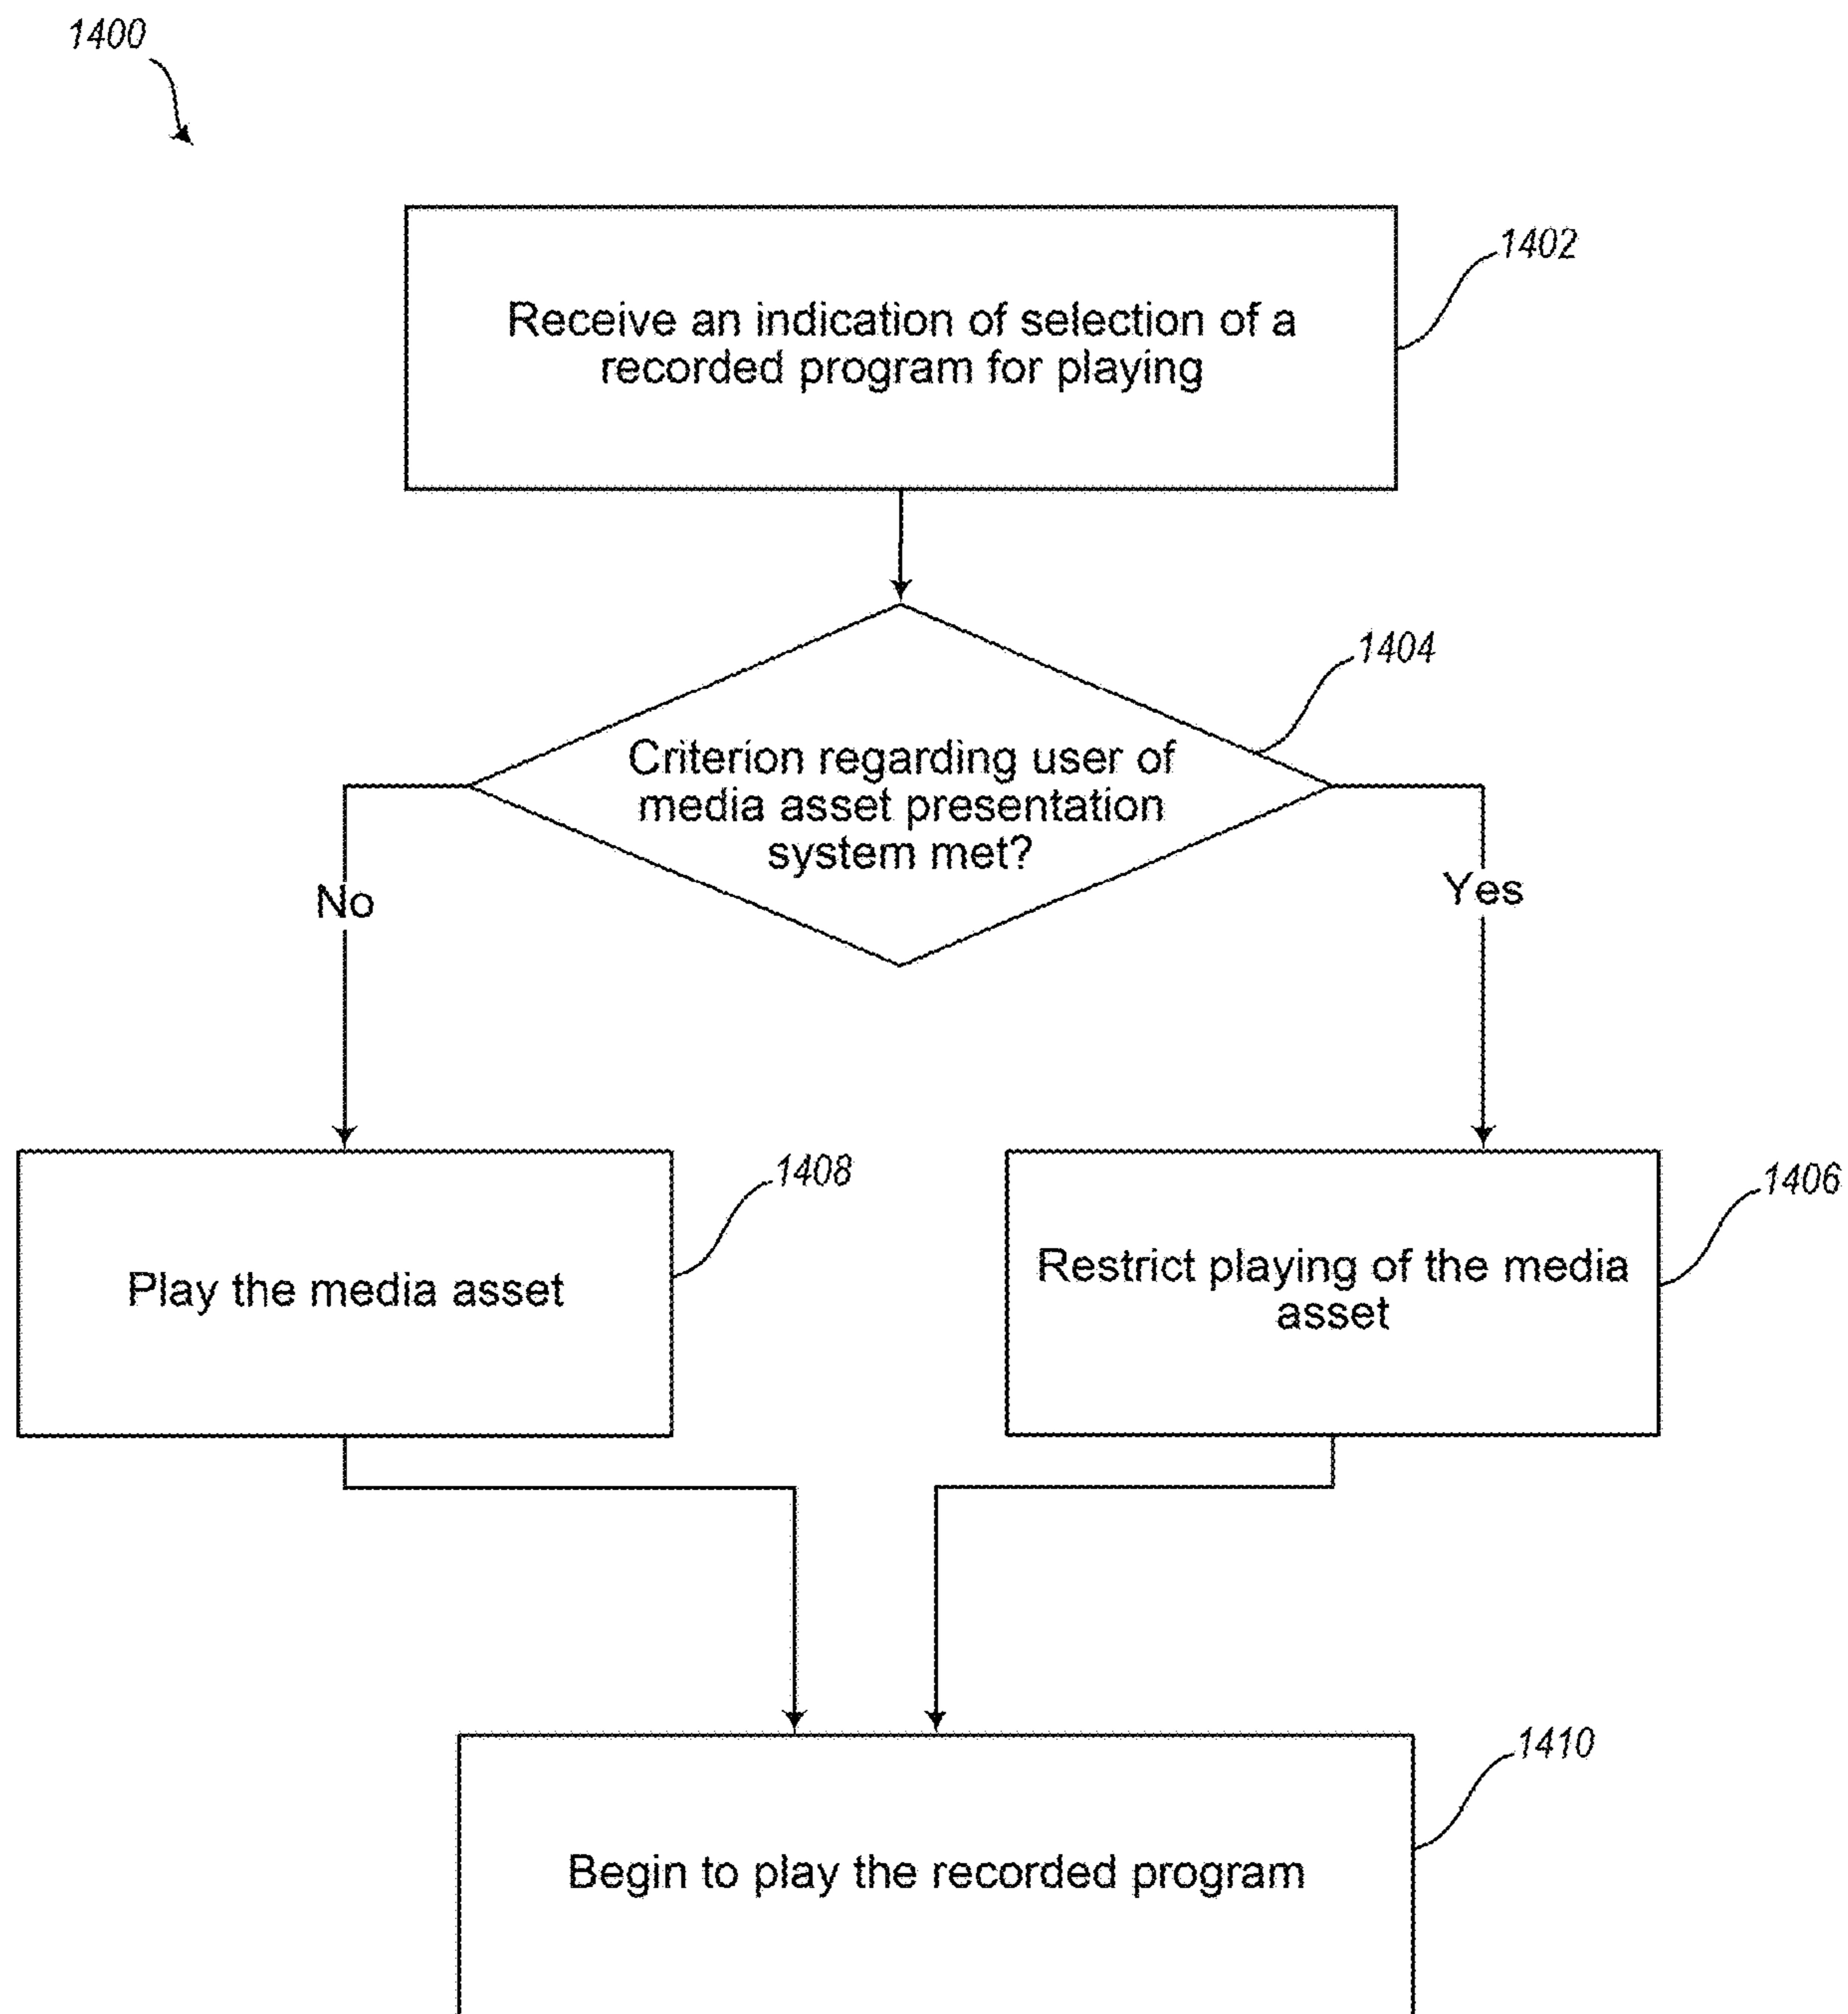 1400
Receive an indication of selection of a
recorded program for playing
1402
Criterion regarding user of
media asset presentation
system met?
1404
No
Yes
Play the media asset
1408
Restrict playing of the media
asset
1406
Begin to play the recorded program
1410